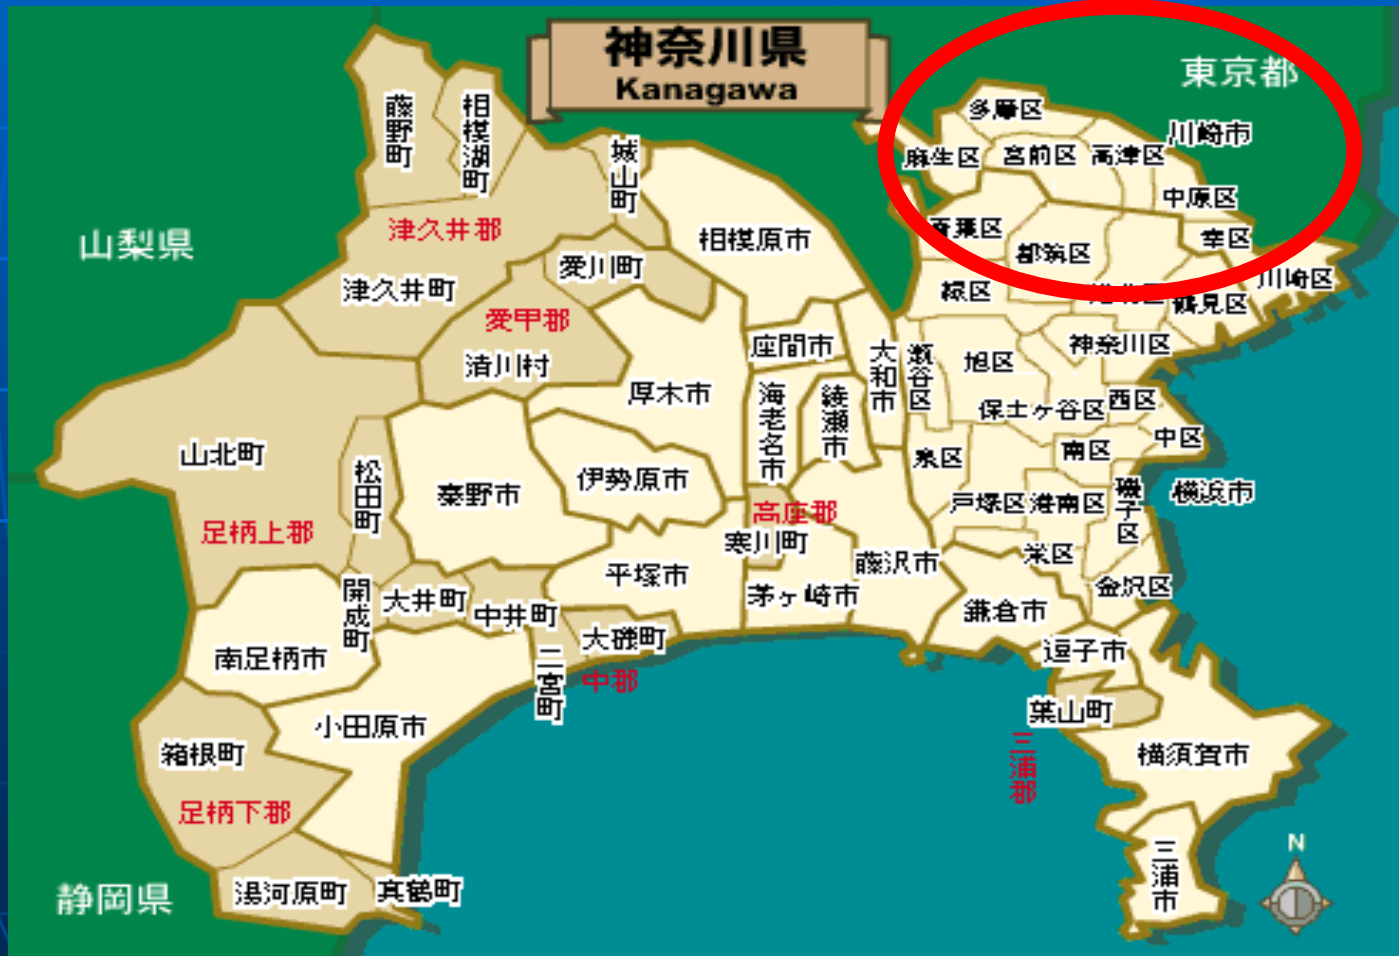 神奈川県
Kanagawa
東京都
山梨県
静岡県
藤野町
相模湖町
城山町
津久井郡
津久井町
愛川町
愛甲郡
清川村
相模原市
座間市
大和市
海老名市
綾瀬市
厚木市
伊勢原市
秦野市
山北町
松田町
足柄上郡
開成町
大井町
中井町
南足柄市
小田原市
箱根町
足柄下郡
湯河原町
真鶴町
二宮町
大磯町
中郡
平塚市
高座郡
寒川町
茅ヶ崎市
藤沢市
鎌倉市
逗子市
葉山町
三浦郡
横須賀市
三浦市
川崎市
多摩区
麻生区
宮前区
高津区
中原区
幸区
川崎区
横浜市
青葉区
都筑区
緑区
港北区
鶴見区
神奈川区
瀬谷区
旭区
保土ヶ谷区
西区
中区
南区
泉区
戸塚区
港南区
磯子区
栄区
金沢区
N